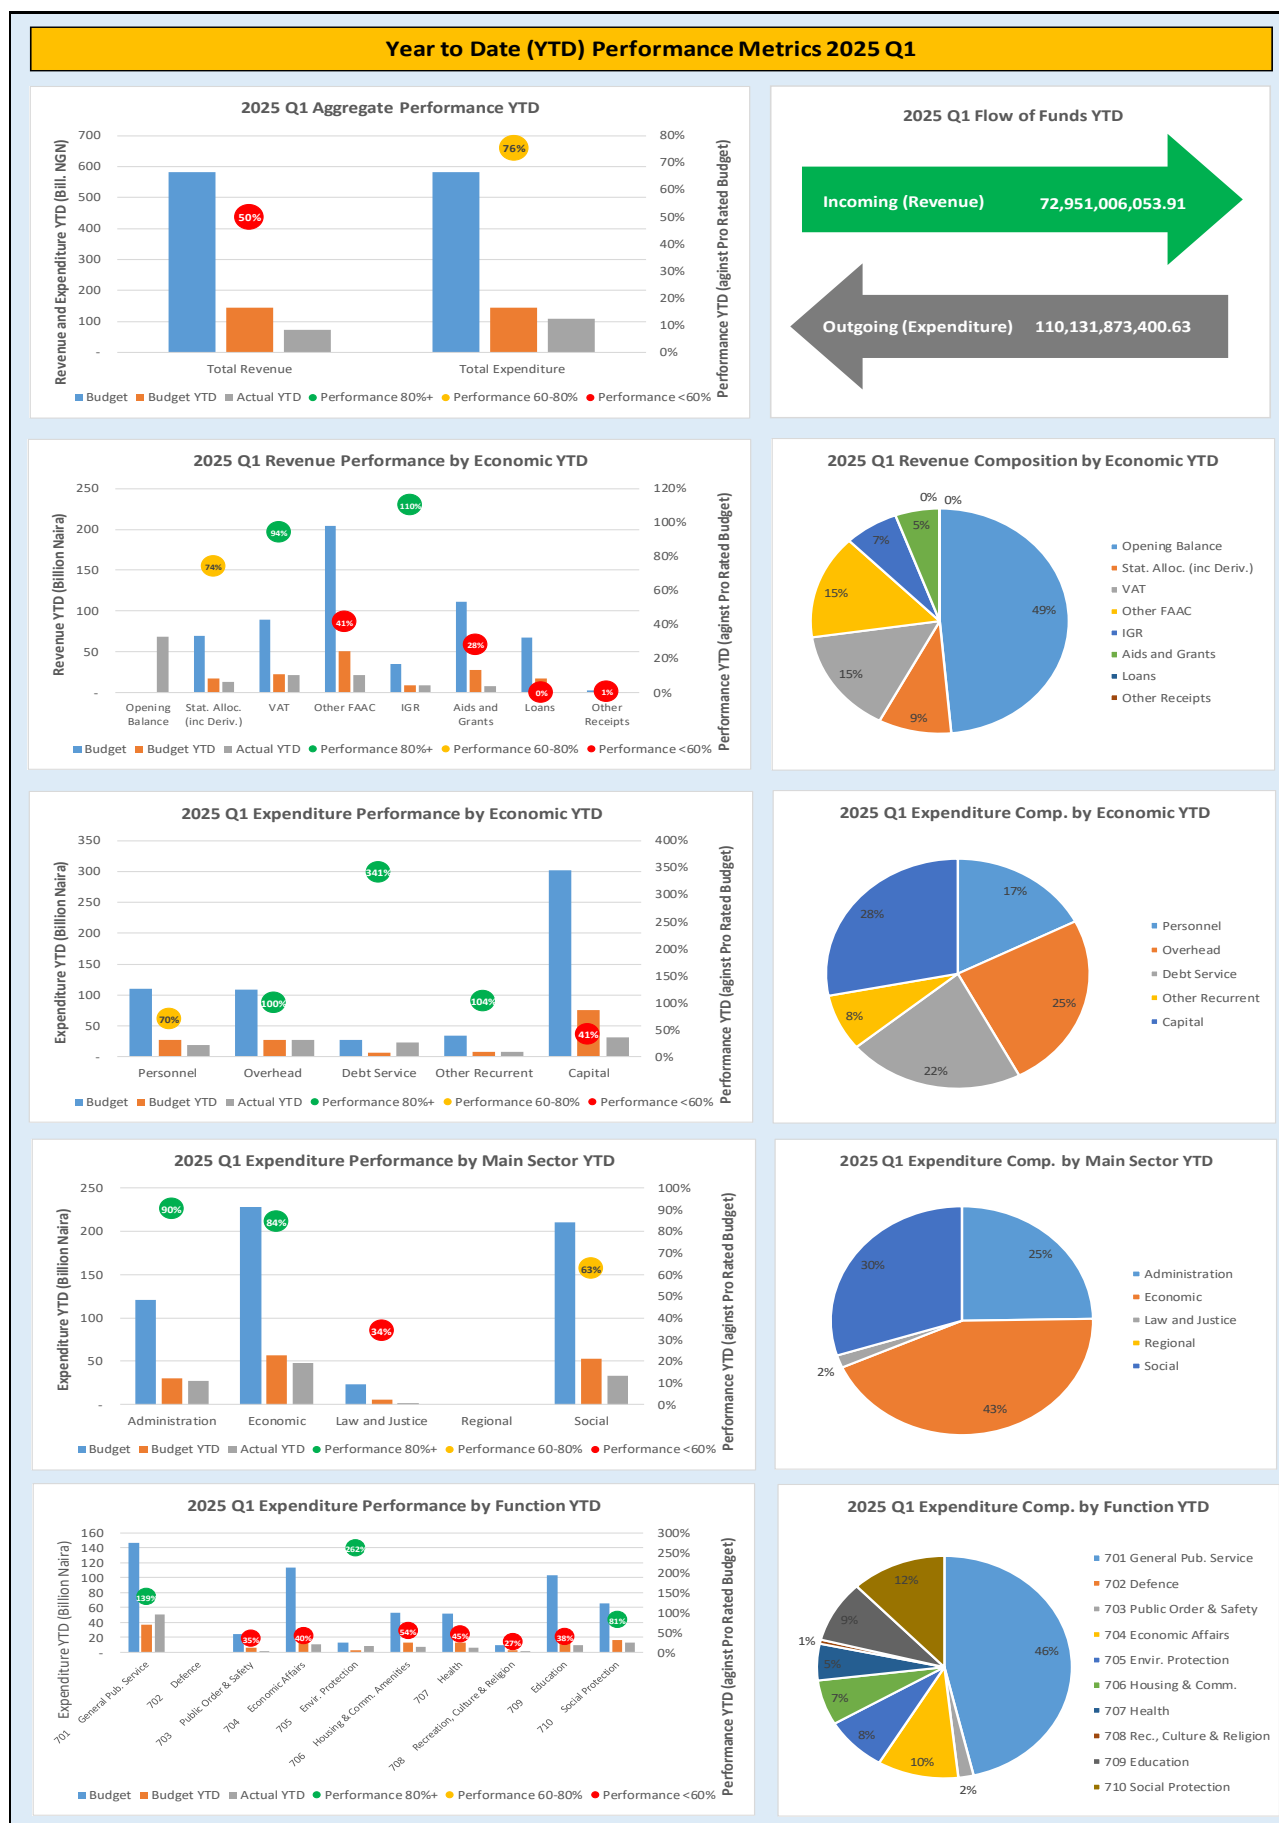 Year to Date (YTD) Performance Metrics 2025 Q1
2025 Q1 Aggregate Performance YTD
Revenue and Expenditure YTD (Bill. NGN)
700
600
500
400
300
200
100
-
80%
70%
60%
50%
40%
30%
20%
10%
0%
Performance YTD (aginst Pro Rated Budget)
50%
76%
Total Revenue
Total Expenditure
Budget
Budget YTD
Actual YTD
Performance 80%+
Performance 60-80%
Performance <60%
2025 Q1 Flow of Funds YTD
Incoming (Revenue) 72,951,006,053.91
Outgoing (Expenditure) 110,131,873,400.63
2025 Q1 Revenue Performance by Economic YTD
Revenue YTD (Billion Naira)
250
200
150
100
50
-
120%
100%
80%
60%
40%
20%
0%
Performance YTD (aginst Pro Rated Budget)
74%
94%
41%
110%
28%
0%
1%
Opening
Balance
Stat. Alloc.
(inc Deriv.)
VAT
Other FAAC
IGR
Aids and
Grants
Loans
Other
Receipts
Budget
Budget YTD
Actual YTD
Performance 80%+
Performance 60-80%
Performance <60%
2025 Q1 Revenue Composition by Economic YTD
0%
0%
5%
7%
15%
15%
9%
49%
Opening Balance
Stat. Alloc. (inc Deriv.)
VAT
Other FAAC
IGR
Aids and Grants
Loans
Other Receipts
2025 Q1 Expenditure Performance by Economic YTD
Expenditure YTD (Billion Naira)
350
300
250
200
150
100
50
-
400%
350%
300%
250%
200%
150%
100%
50%
0%
Performance YTD (aginst Pro Rated Budget)
70%
100%
341%
104%
41%
Personnel
Overhead
Debt Service
Other Recurrent
Capital
Budget
Budget YTD
Actual YTD
Performance 80%+
Performance 60-80%
Performance <60%
2025 Q1 Expenditure Comp. by Economic YTD
17%
25%
22%
8%
28%
Personnel
Overhead
Debt Service
Other Recurrent
Capital
2025 Q1 Expenditure Performance by Main Sector YTD
Expenditure YTD (Billion Naira)
250
200
150
100
50
-
100%
90%
80%
70%
60%
50%
40%
30%
20%
10%
0%
Performance YTD (aginst Pro Rated Budget)
90%
84%
34%
63%
Administration
Economic
Law and Justice
Regional
Social
Budget
Budget YTD
Actual YTD
Performance 80%+
Performance 60-80%
Performance <60%
2025 Q1 Expenditure Comp. by Main Sector YTD
25%
43%
2%
30%
Administration
Economic
Law and Justice
Regional
Social
2025 Q1 Expenditure Performance by Function YTD
Expenditure YTD (Billion Naira)
160
140
120
100
80
60
40
20
-
300%
250%
200%
150%
100%
50%
0%
Performance YTD (aginst Pro Rated Budget)
139%
35%
40%
262%
54%
45%
27%
38%
81%
701 General Pub. Service
702 Defence
703 Public Order & Safety
704 Economic Affairs
705 Envir. Protection
706 Housing & Comm. Amenities
707 Health
708 Recreation, Culture & Religion
709 Education
710 Social Protection
Budget
Budget YTD
Actual YTD
Performance 80%+
Performance 60-80%
Performance <60%
2025 Q1 Expenditure Comp. by Function YTD
46%
2%
10%
8%
7%
5%
1%
9%
12%
701 General Pub. Service
702 Defence
703 Public Order & Safety
704 Economic Affairs
705 Envir. Protection
706 Housing & Comm.
707 Health
708 Rec., Culture & Religion
709 Education
710 Social Protection